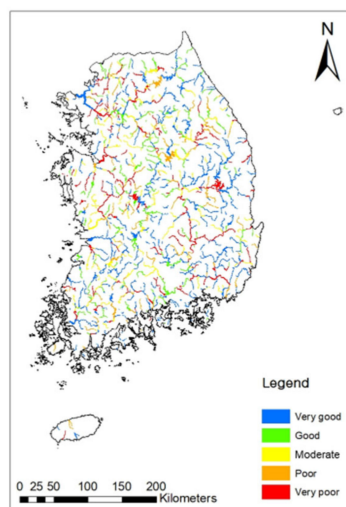 N
Legend
Very good
Good
Moderate
Poor
Very poor
0 25 50 100 150 200
Kilometers